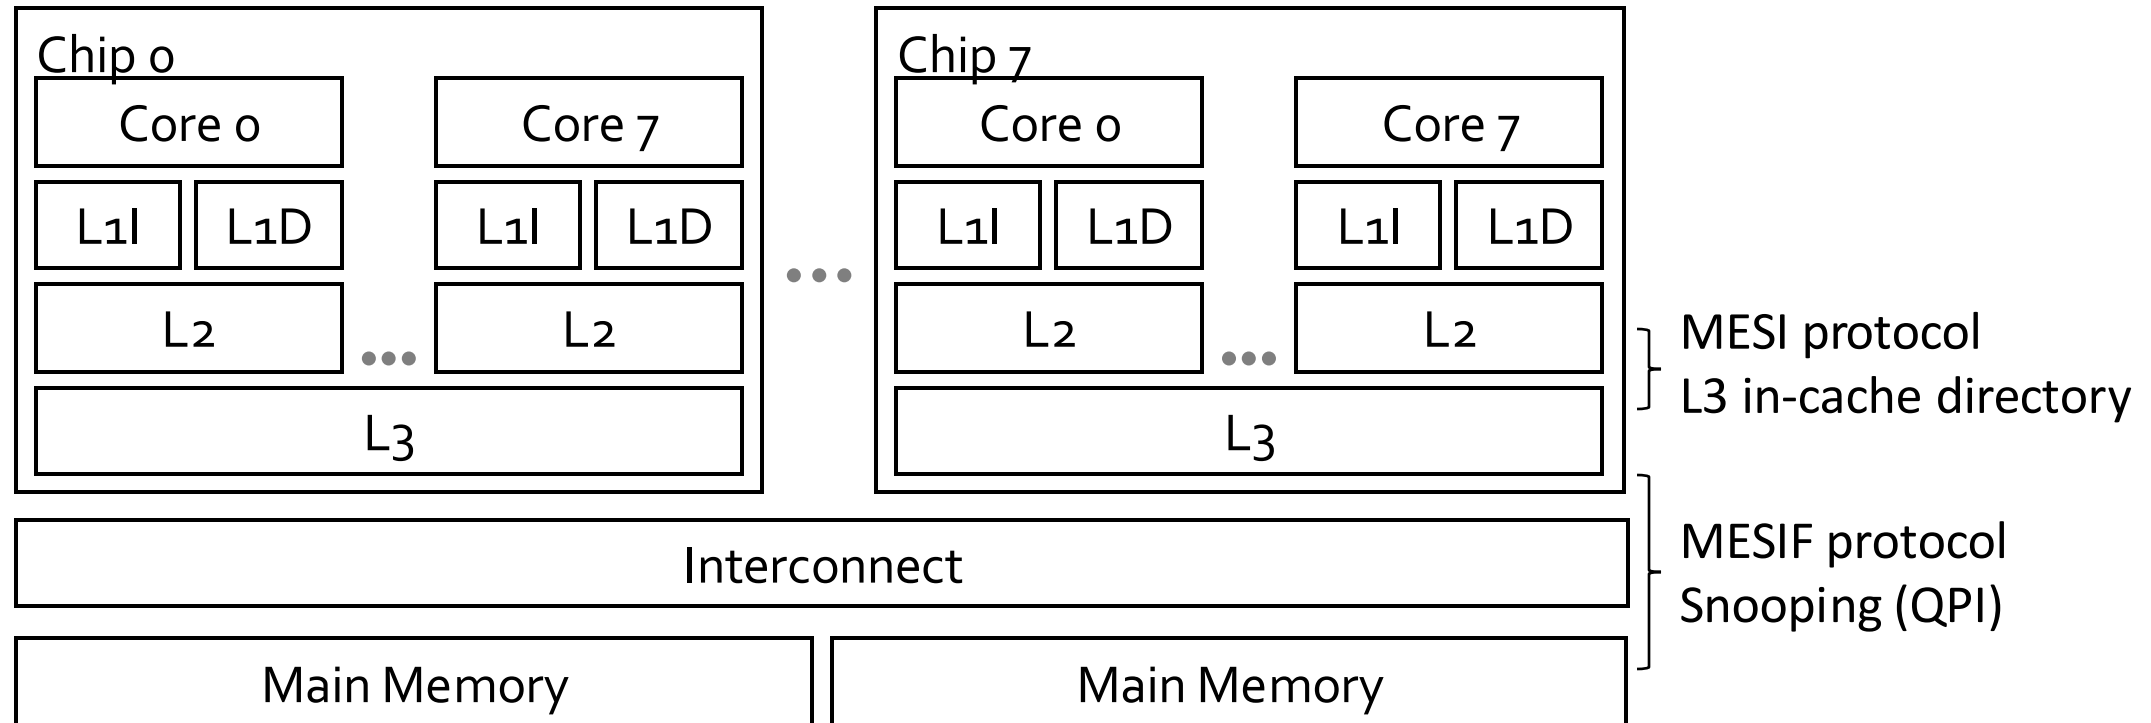 Chip 0
Chip 7
Core 0
Core 7
Core 0
Core 7
L1I
L1D
L1I
L1D
L1I
L1D
L1I
L1D
L2
L2
L2
L2
MESI protocol
L3 in-cache directory
L3
L3
Interconnect
MESIF protocol
Snooping (QPI)
Main Memory
Main Memory